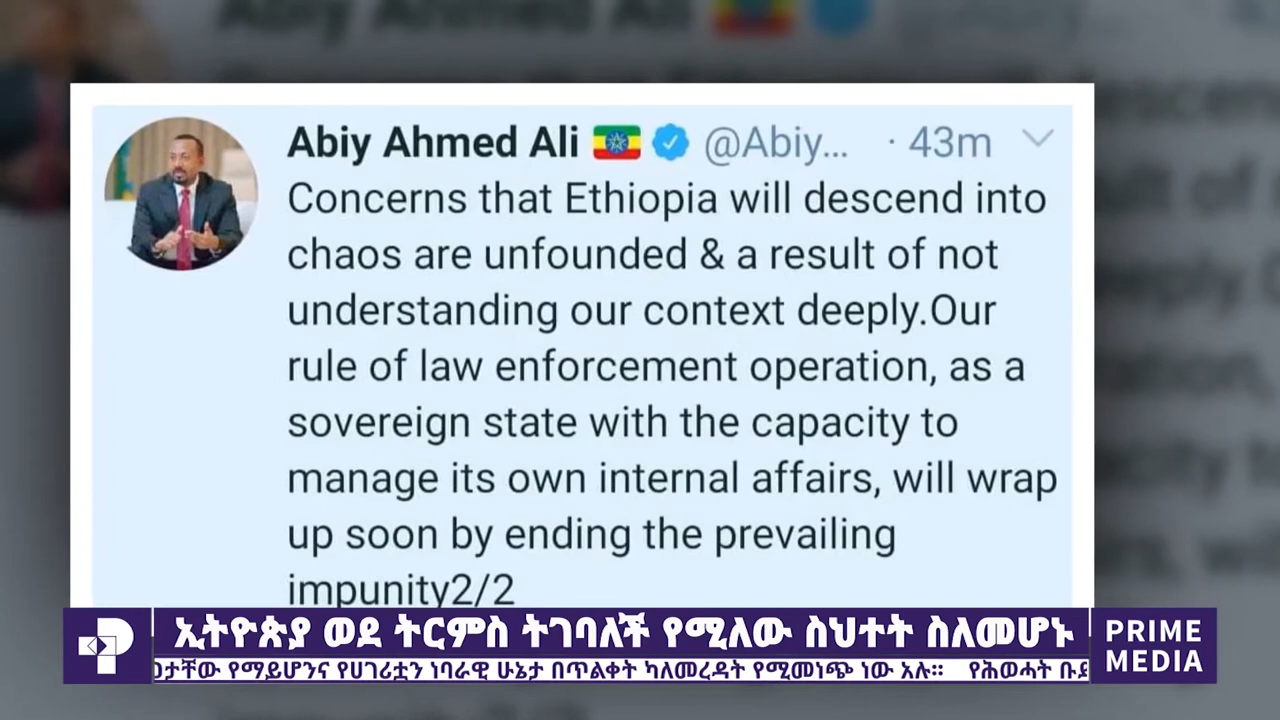 Abiy Ahmed Ali @Abiy... · 43m
Concerns that Ethiopia will descend into
chaos are unfounded & a result of not
understanding our context deeply.Our
rule of law enforcement operation, as a
sovereign state with the capacity to
manage its own internal affairs, will wrap
up soon by ending the prevailing
impunity2/2
ኢትዮጵያ ወደ ትርምስ ትገባለች የሚለው ስህተት ስለመሆኑ
የማይሆንና የሀገሪቷን ነባራዊ ሁኔታ በጥልቀት ካለመረዳት የሚመነጭ ነው አሉ። የሕወሓት
PRIME
MEDIA